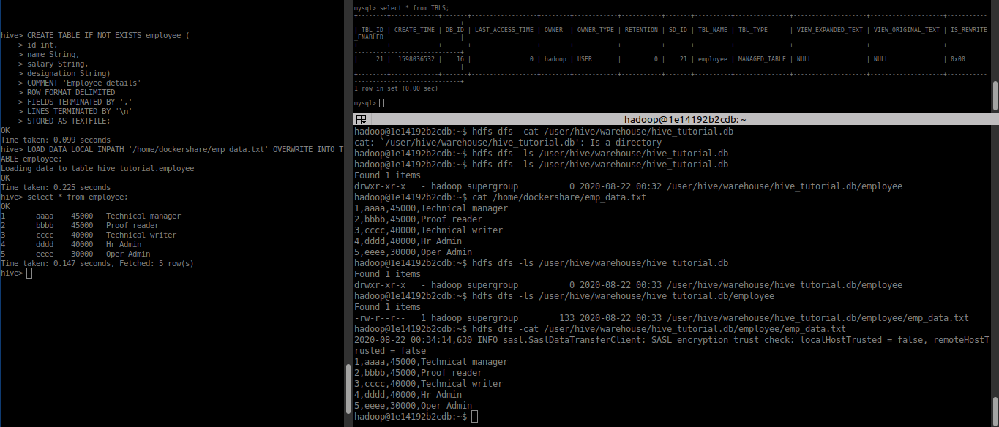 hive> CREATE TABLE IF NOT EXISTS employee (
    > id int,
    > name String,
    > salary String,
    > designation String)
    > COMMENT 'Employee details'
    > ROW FORMAT DELIMITED
    > FIELDS TERMINATED BY ','
    > LINES TERMINATED BY '\n'
    > STORED AS TEXTFILE;
OK
Time taken: 0.099 seconds
hive> LOAD DATA LOCAL INPATH '/home/dockershare/emp_data.txt' OVERWRITE INTO T
ABLE employee;
Loading data to table hive_tutorial.employee
OK
Time taken: 0.225 seconds
hive> select * from employee;
OK
1       aaaa    45000   Technical manager
2       bbbb    45000   Proof reader
3       cccc    40000   Technical writer
4       dddd    40000   Hr Admin
5       eeee    30000   Oper Admin
Time taken: 0.147 seconds, Fetched: 5 row(s)
hive>
mysql> select * from TBLS;
+--------+-------------+-------+------------------+--------+------------+-----------+-------+----------+---------------+--------------------+--------------------+-----------
---------------------------+
| TBL_ID | CREATE_TIME | DB_ID | LAST_ACCESS_TIME | OWNER  | OWNER_TYPE | RETENTION | SD_ID | TBL_NAME | TBL_TYPE      | VIEW_EXPANDED_TEXT | VIEW_ORIGINAL_TEXT | IS_REWRITE
_ENABLED                   |
+--------+-------------+-------+------------------+--------+------------+-----------+-------+----------+---------------+--------------------+--------------------+-----------
---------------------------+
|     21 |  1598036532 |    16 |                0 | hadoop | USER       |         0 |    21 | employee | MANAGED_TABLE | NULL               | NULL               | 0x00
                           |
+--------+-------------+-------+------------------+--------+------------+-----------+-------+----------+---------------+--------------------+--------------------+-----------
---------------------------+
1 row in set (0.00 sec)
mysql>
hadoop@1e14192b2cdb: ~
hadoop@1e14192b2cdb:~$ hdfs dfs -cat /user/hive/warehouse/hive_tutorial.db
cat: `/user/hive/warehouse/hive_tutorial.db': Is a directory
hadoop@1e14192b2cdb:~$ hdfs dfs -ls /user/hive/warehouse/hive_tutorial.db
hadoop@1e14192b2cdb:~$ hdfs dfs -ls /user/hive/warehouse/hive_tutorial.db
Found 1 items
drwxr-xr-x   - hadoop supergroup          0 2020-08-22 00:32 /user/hive/warehouse/hive_tutorial.db/employee
hadoop@1e14192b2cdb:~$ cat /home/dockershare/emp_data.txt
1,aaaa,45000,Technical manager
2,bbbb,45000,Proof reader
3,cccc,40000,Technical writer
4,dddd,40000,Hr Admin
5,eeee,30000,Oper Admin
hadoop@1e14192b2cdb:~$ hdfs dfs -ls /user/hive/warehouse/hive_tutorial.db
Found 1 items
drwxr-xr-x   - hadoop supergroup          0 2020-08-22 00:33 /user/hive/warehouse/hive_tutorial.db/employee
hadoop@1e14192b2cdb:~$ hdfs dfs -ls /user/hive/warehouse/hive_tutorial.db/employee
Found 1 items
-rw-r--r--   1 hadoop supergroup        133 2020-08-22 00:33 /user/hive/warehouse/hive_tutorial.db/employee/emp_data.txt
hadoop@1e14192b2cdb:~$ hdfs dfs -cat /user/hive/warehouse/hive_tutorial.db/employee/emp_data.txt
2020-08-22 00:34:14,630 INFO sasl.SaslDataTransferClient: SASL encryption trust check: localHostTrusted = false, remoteHostT
rusted = false
1,aaaa,45000,Technical manager
2,bbbb,45000,Proof reader
3,cccc,40000,Technical writer
4,dddd,40000,Hr Admin
5,eeee,30000,Oper Admin
hadoop@1e14192b2cdb:~$